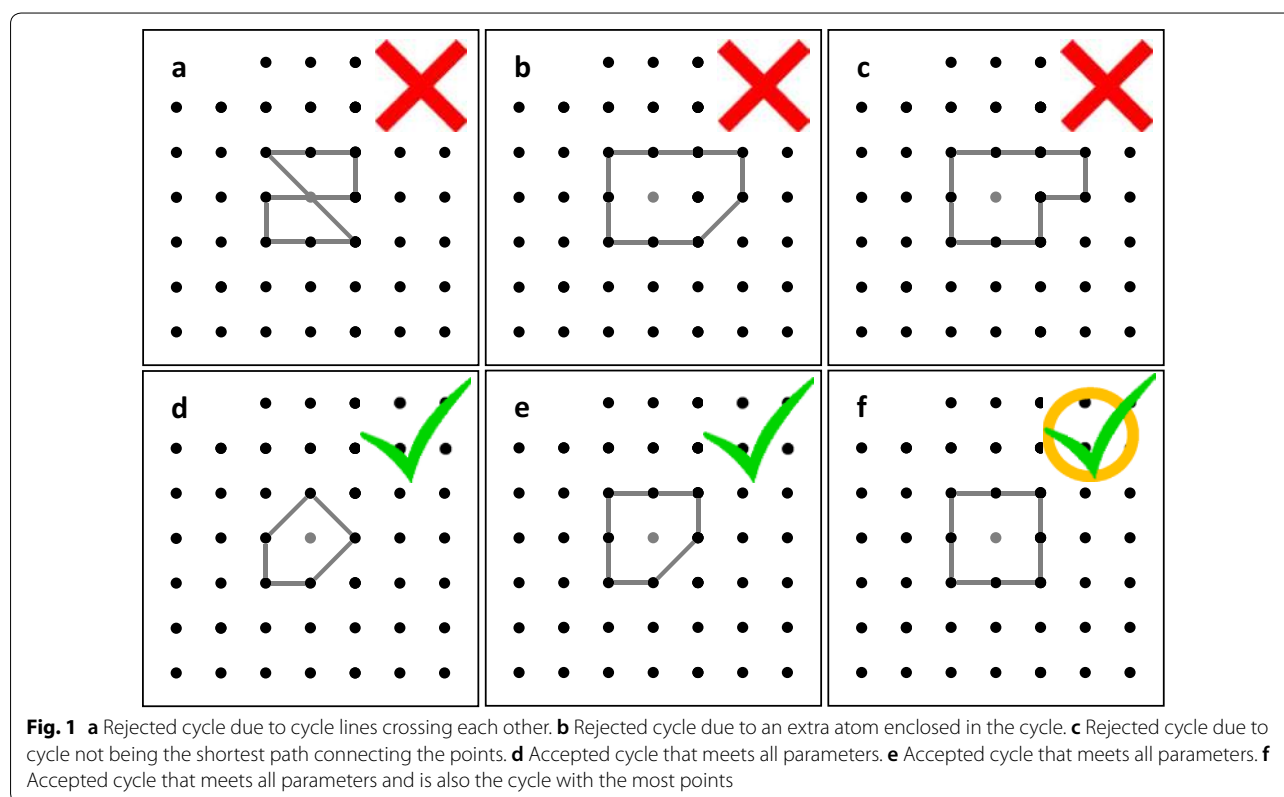 a
b
c
d
e
f
Fig. 1 a Rejected cycle due to cycle lines crossing each other. b Rejected cycle due to an extra atom enclosed in the cycle. c Rejected cycle due to
cycle not being the shortest path connecting the points. d Accepted cycle that meets all parameters. e Accepted cycle that meets all parameters. f
Accepted cycle that meets all parameters and is also the cycle with the most points